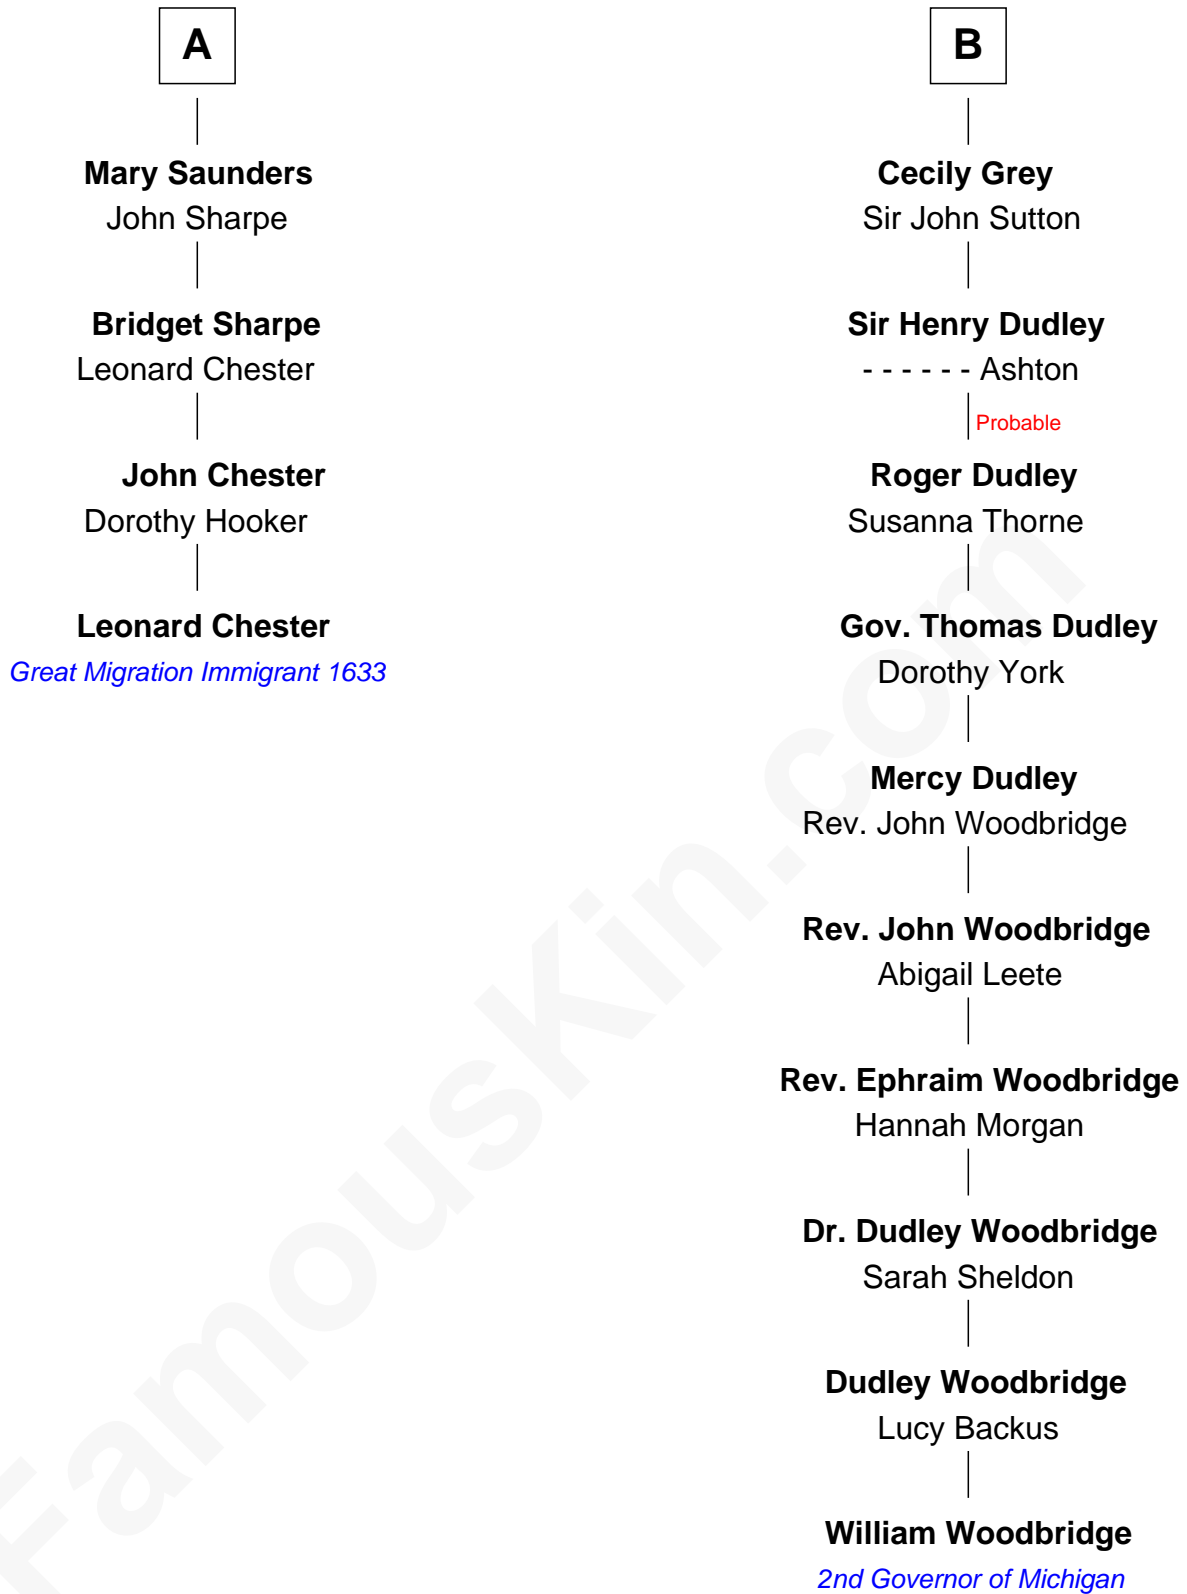 A
Mary Saunders
John Sharpe
Bridget Sharpe
Leonard Chester
John Chester
Dorothy Hooker
Leonard Chester
Great Migration Immigrant 1633
B
Cecily Grey
Sir John Sutton
Sir Henry Dudley
- - - - - - Ashton
Probable
Roger Dudley
Susanna Thorne
Gov. Thomas Dudley
Dorothy York
Mercy Dudley
Rev. John Woodbridge
Rev. John Woodbridge
Abigail Leete
Rev. Ephraim Woodbridge
Hannah Morgan
Dr. Dudley Woodbridge
Sarah Sheldon
Dudley Woodbridge
Lucy Backus
William Woodbridge
2nd Governor of Michigan
FamousKin.com